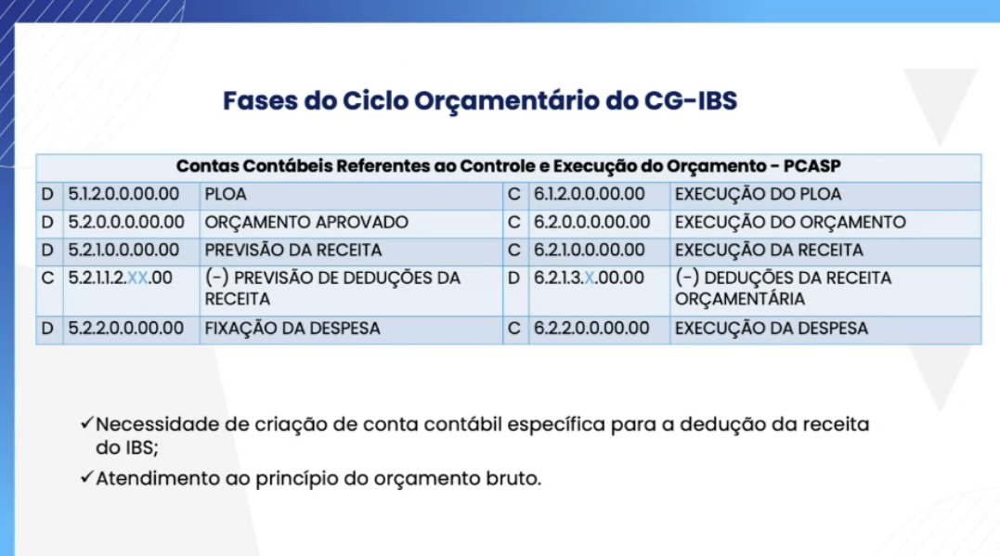 Fases do Ciclo Orçamentário do CG-IBS
Contas Contábeis Referentes ao Controle e Execução do Orçamento - PCASP
D 5.1.2.0.0.00.00 PLOA C 6.1.2.0.0.00.00 EXECUÇÃO DO PLOA
D 5.2.0.0.0.00.00 ORÇAMENTO APROVADO C 6.2.0.0.0.00.00 EXECUÇÃO DO ORÇAMENTO
D 5.2.1.0.0.00.00 PREVISÃO DA RECEITA C 6.2.1.0.0.00.00 EXECUÇÃO DA RECEITA
C 5.2.1.1.2.XX.00 (-) PREVISÃO DE DEDUÇÕES DA D 6.2.1.3.X.00.00 (-) DEDUÇÕES DA RECEITA
RECEITA ORÇAMENTÁRIA
D 5.2.2.0.0.00.00 FIXAÇÃO DA DESPESA C 6.2.2.0.0.00.00 EXECUÇÃO DA DESPESA
✓Necessidade de criação de conta contábil específica para a dedução da receita
do IBS;
✓Atendimento ao princípio do orçamento bruto.